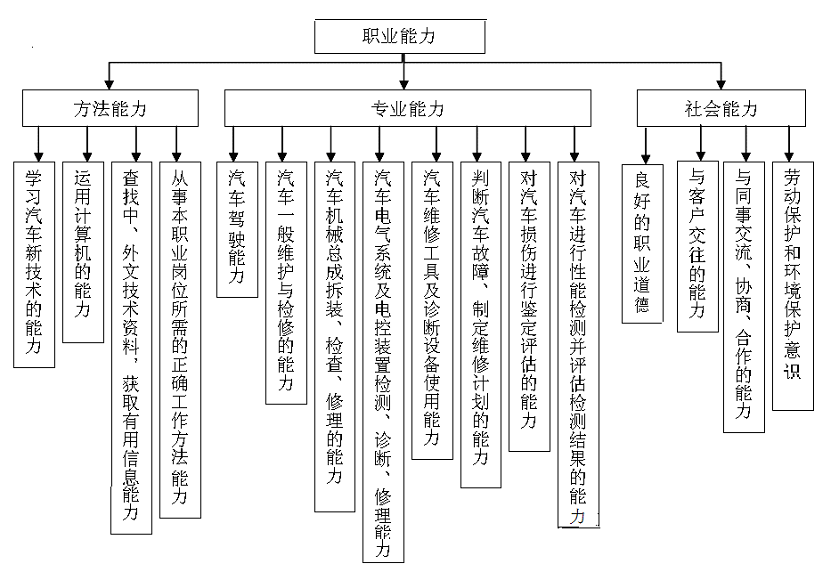 职业能力
方法能力
专业能力
社会能力
学习汽车新技术的能力
运用计算机的能力
查找中、外文技术资料，获取有用信息能力
从事本职业岗位所需的正确工作方法能力
汽车驾驶能力
汽车一般维护与检修的能力
汽车机械总成拆装、检查、修理的能力
汽车电气系统及电控装置检测、诊断、修理能力
汽车维修工具及诊断设备使用能力
判断汽车故障、制定维修计划的能力
对汽车损伤进行鉴定评估的能力
对汽车进行性能检测并评估检测结果的能力
良好的职业道德
与客户交往的能力
与同事交流、协商、合作的能力
劳动保护和环境保护意识